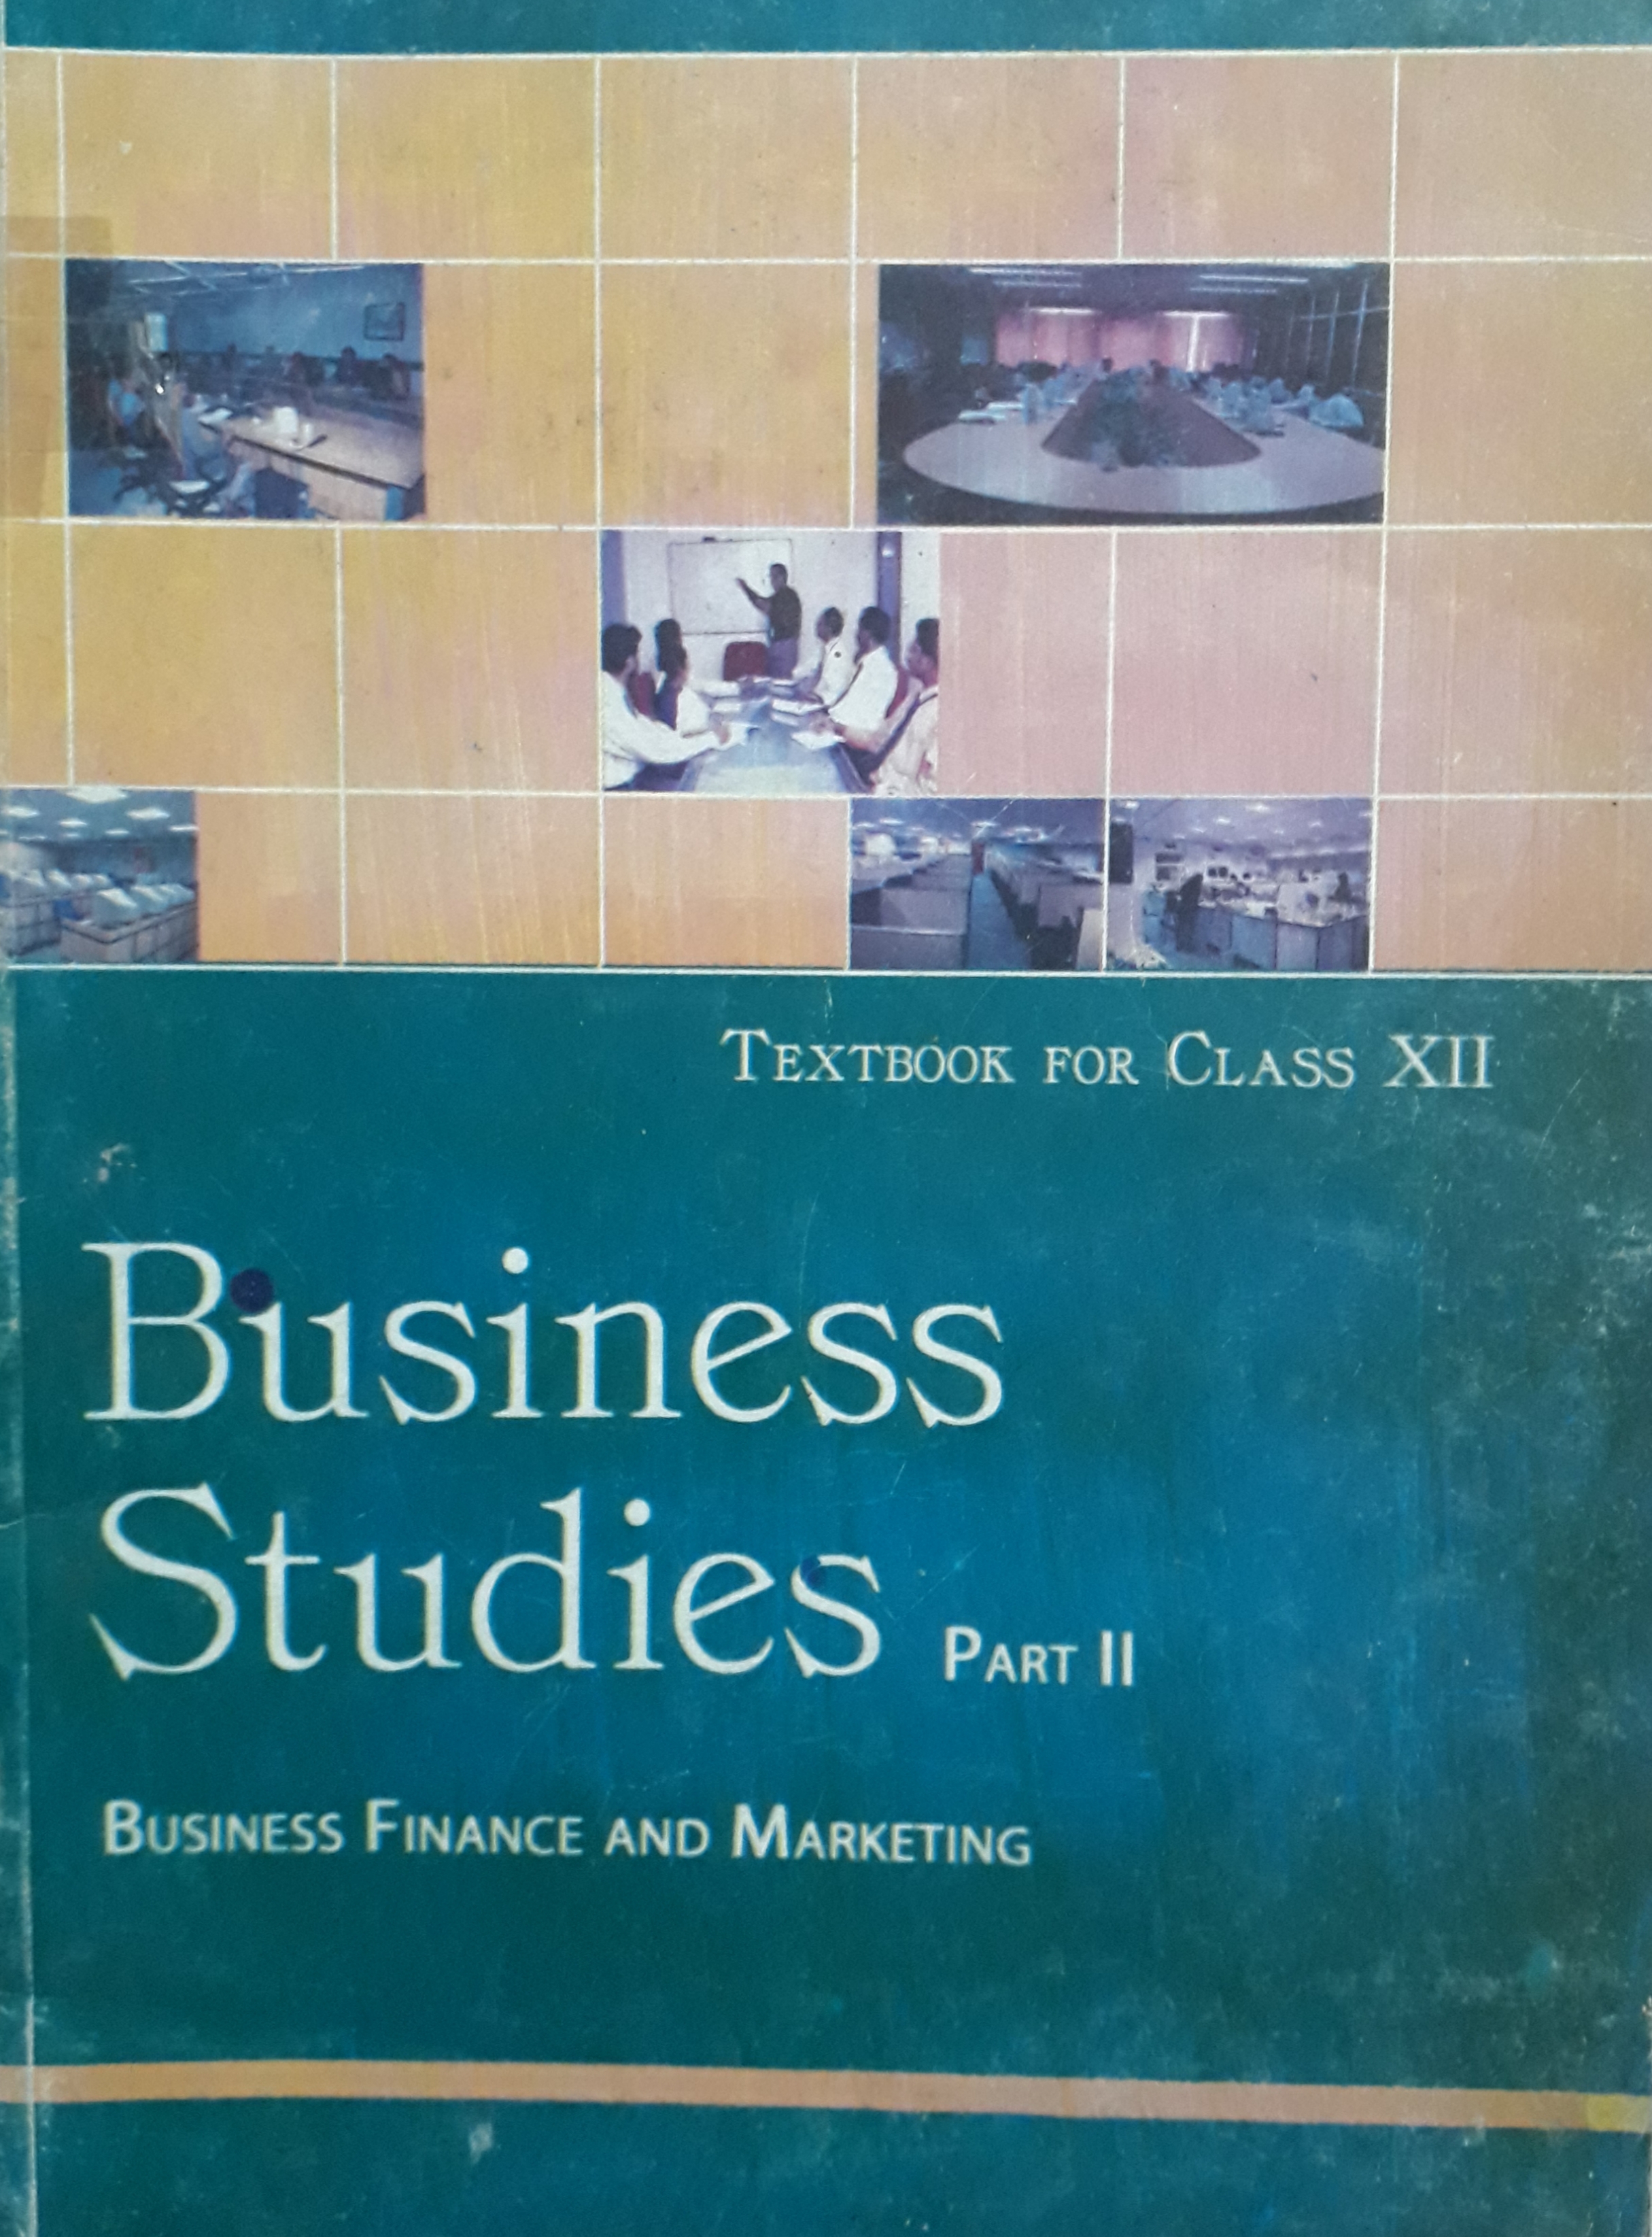 TEXTBOOK FOR CLASS XII
Business
Studies PART II
BUSINESS FINANCE AND MARKETING